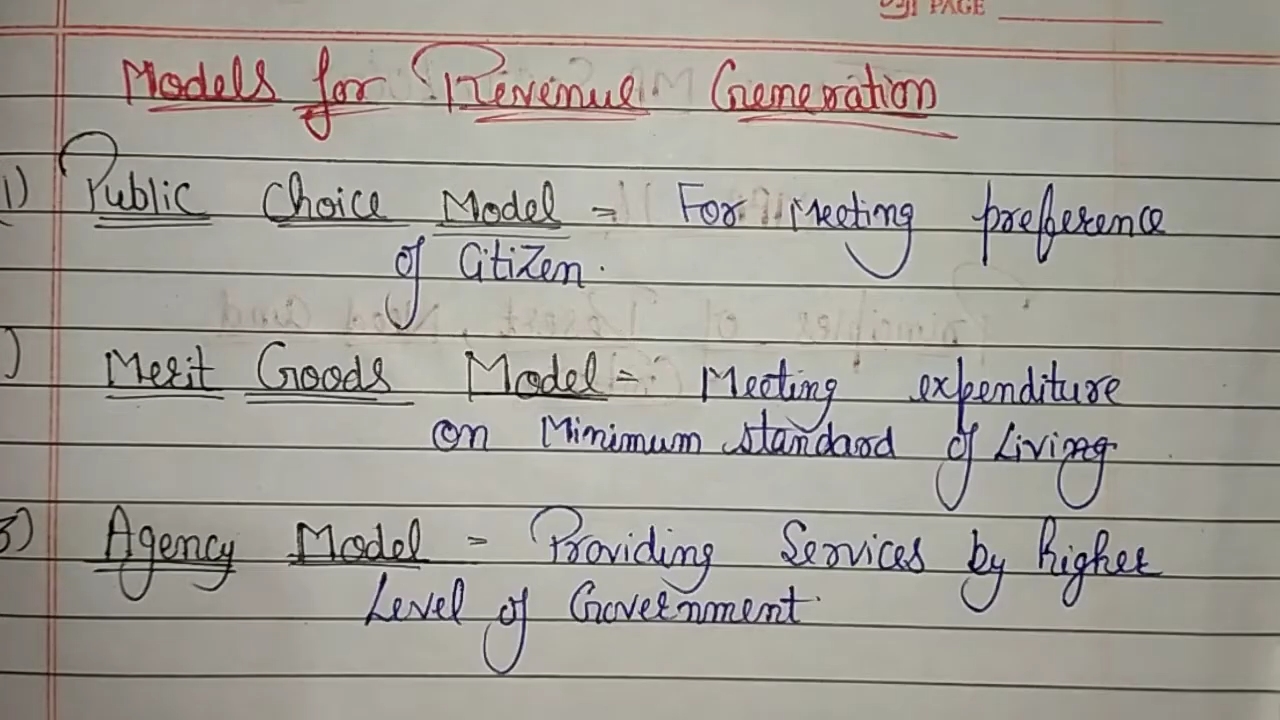 PAGE
Models for Revenue Generation
1) Public Choice Model = For Meeting preference
of Citizen.
) Merit Goods Model = Meeting expenditure
on Minimum standard of Living.
3) Agency Model = Providing Services by higher
Level of Government.